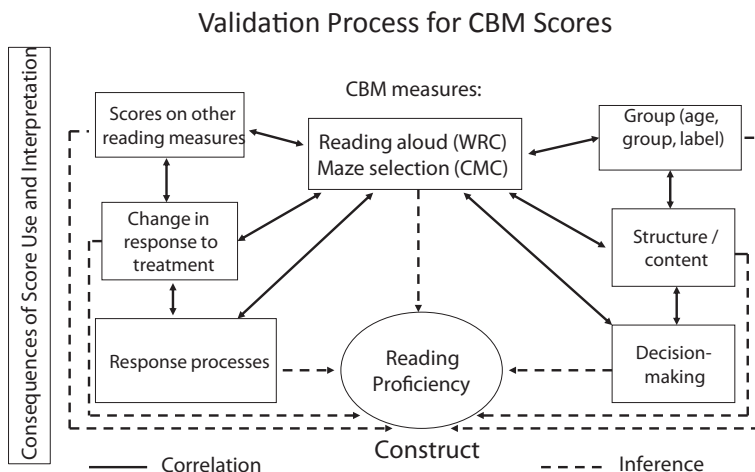 Validation Process for CBM Scores
Consequences of Score Use and Interpretation
CBM measures:
Scores on other
reading measures
Reading aloud (WRC)
Maze selection (CMC)
Group (age,
group, label)
Change in
response to
treatment
Structure /
content
Response processes
Reading
Proficiency
Decision-
making
Construct
Correlation
Inference